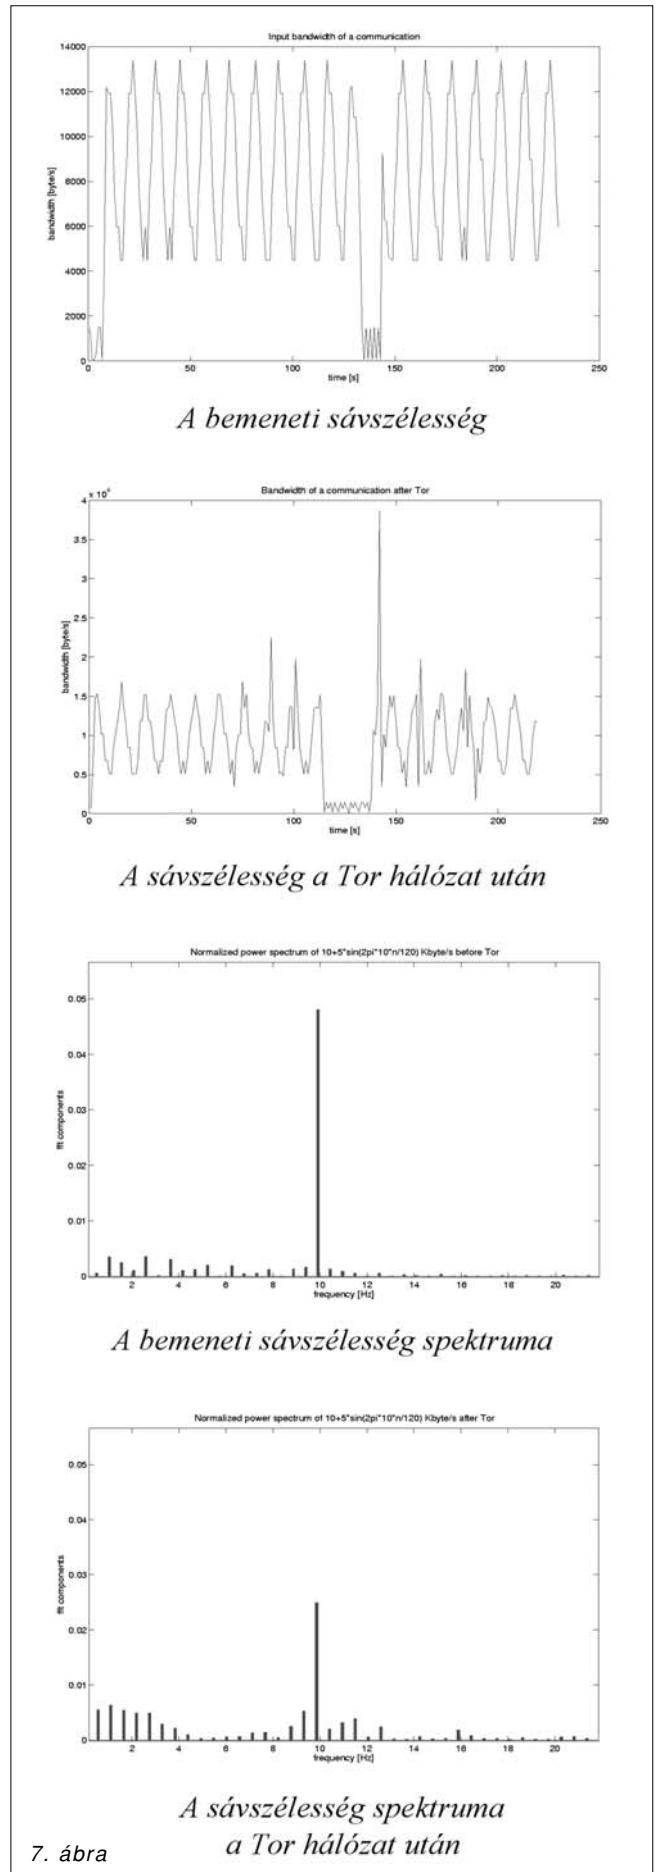 Input bandwidth of a communication
14000
12000
10000
8000
6000
4000
2000
0
bandwidth [byte/s]
0 50 100 150 200 250
time [s]
A bemeneti sávszélesség
Bandwidth of a communication after Tor
x 10^4
4
3.5
3
2.5
2
1.5
1
0.5
0
bandwidth [byte/s]
0 50 100 150 200 250
time [s]
A sávszélesség a Tor hálózat után
Normalized power spectrum of 10+5*sin(2pi*10*n/120) Kbyte/s before Tor
0.05
0.04
0.03
0.02
0.01
0
fft components
2 4 6 8 10 12 14 16 18 20
frequency [Hz]
A bemeneti sávszélesség spektruma
Normalized power spectrum of 10+5*sin(2pi*10*n/120) Kbyte/s after Tor
0.05
0.04
0.03
0.02
0.01
0
fft components
2 4 6 8 10 12 14 16 18 20
frequency [Hz]
A sávszélesség spektruma
a Tor hálózat után
7. ábra